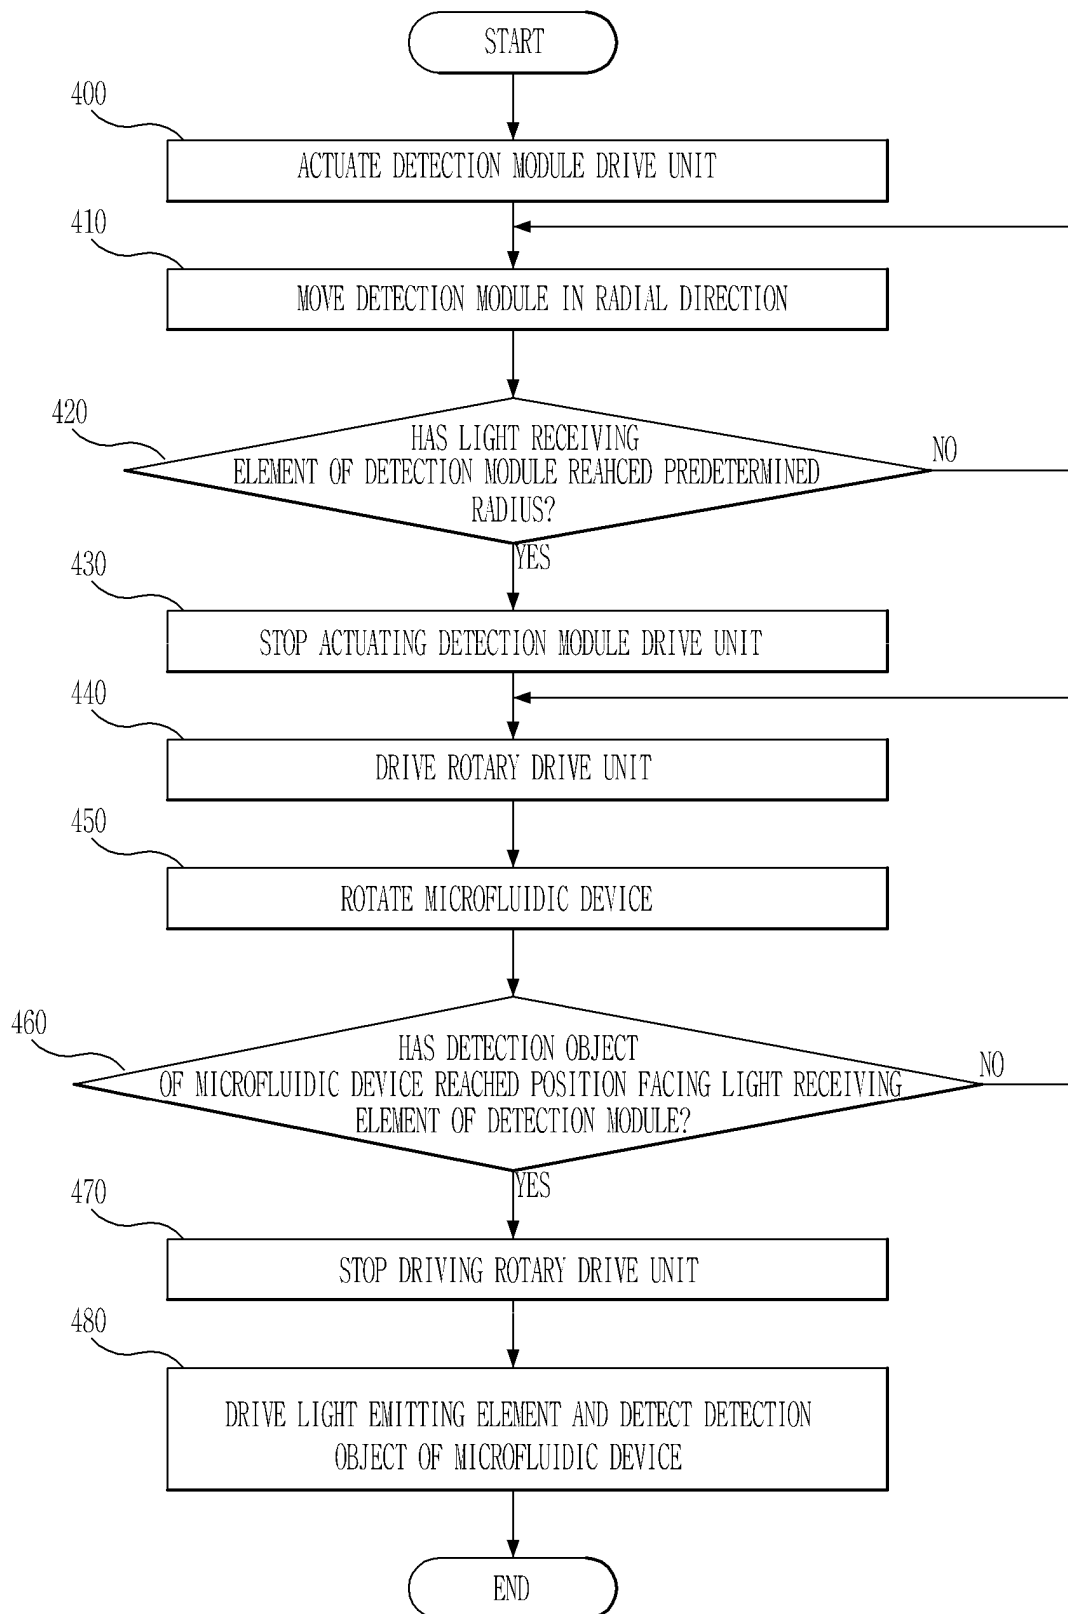 START
400
ACTUATE DETECTION MODULE DRIVE UNIT
410
MOVE DETECTION MODULE IN RADIAL DIRECTION
420
HAS LIGHT RECEIVING
ELEMENT OF DETECTION MODULE REAHCED PREDETERMINED
RADIUS?
NO
YES
430
STOP ACTUATING DETECTION MODULE DRIVE UNIT
440
DRIVE ROTARY DRIVE UNIT
450
ROTATE MICROFLUIDIC DEVICE
460
HAS DETECTION OBJECT
OF MICROFLUIDIC DEVICE REACHED POSITION FACING LIGHT RECEIVING
ELEMENT OF DETECTION MODULE?
NO
YES
470
STOP DRIVING ROTARY DRIVE UNIT
480
DRIVE LIGHT EMITTING ELEMENT AND DETECT DETECTION
OBJECT OF MICROFLUIDIC DEVICE
END